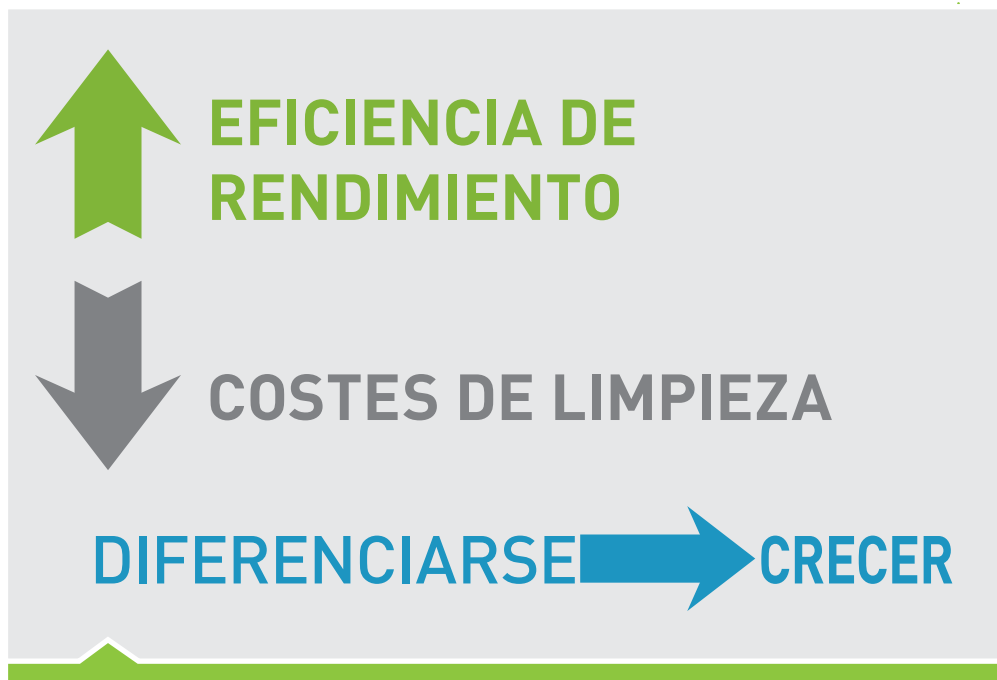 EFICIENCIA DE
RENDIMIENTO
COSTES DE LIMPIEZA
DIFERENCIARSE CRECER